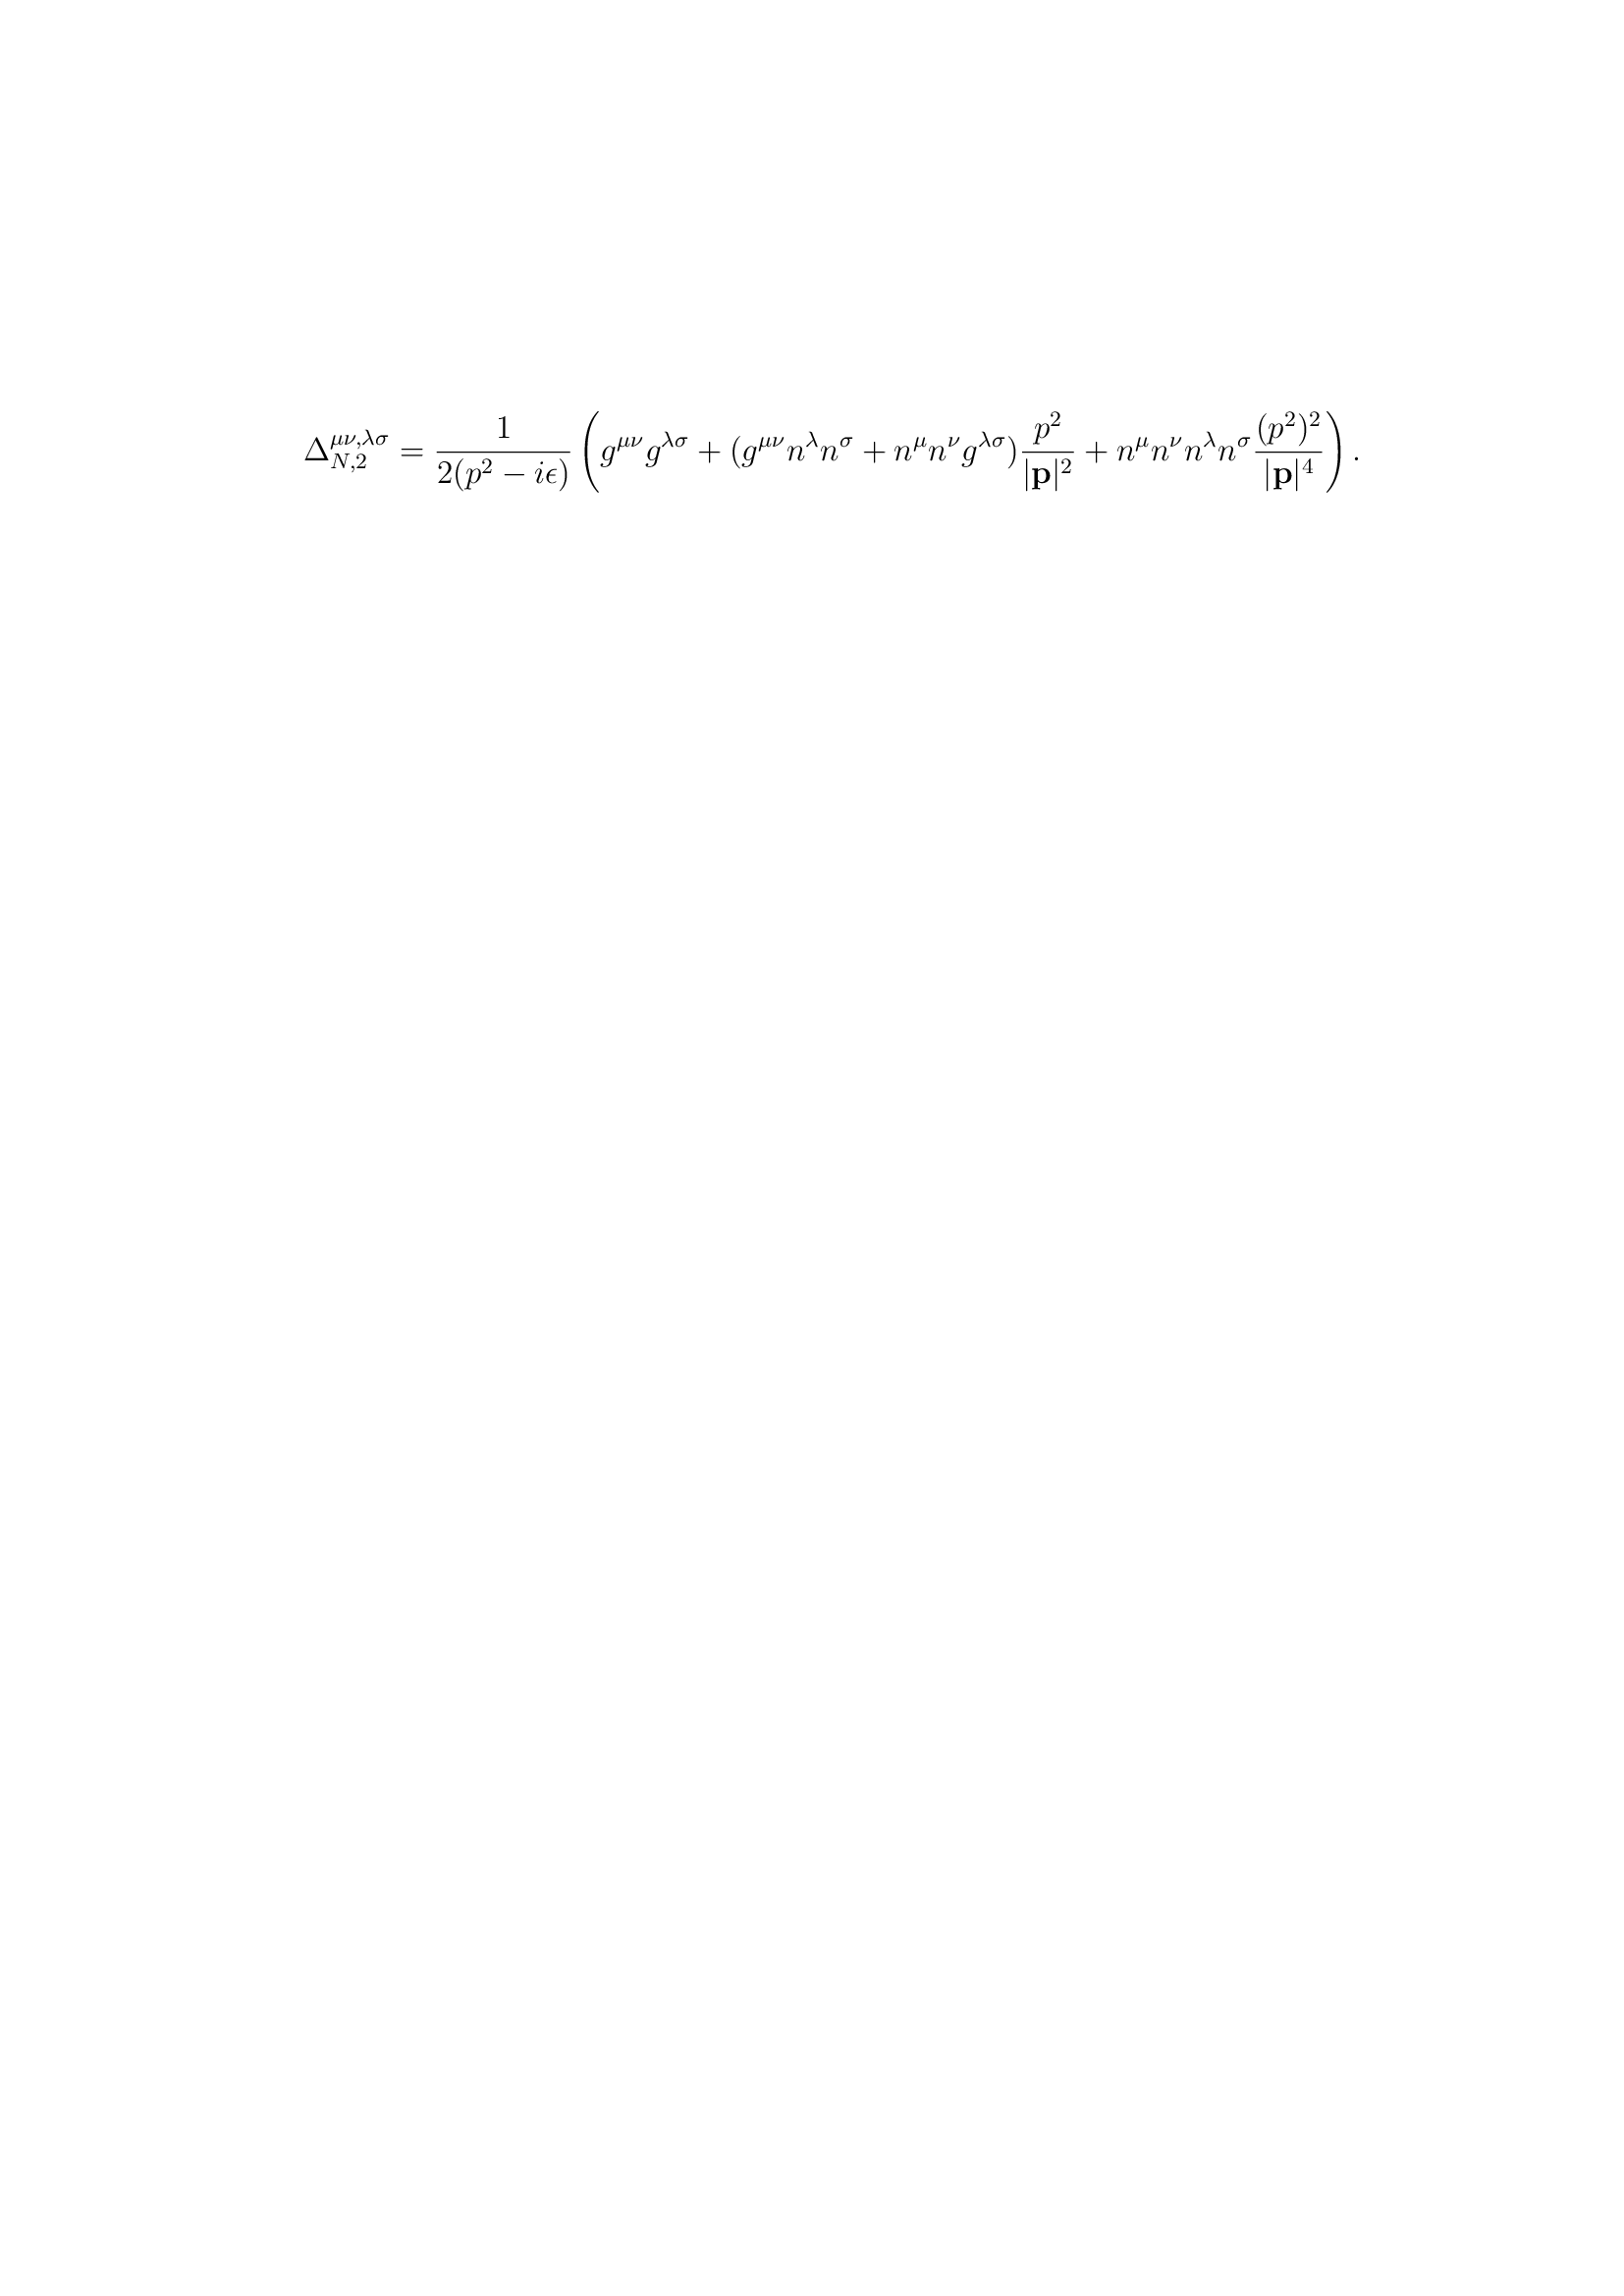 \Delta_{N,2}^{\mu\nu,\lambda\sigma} = \frac{1}{2(p^2 - i\epsilon)} \left( g^{\mu\nu} g^{\lambda\sigma} + (g^{\mu\nu} n^\lambda n^\sigma + n^\mu n^\nu g^{\lambda\sigma}) \frac{p^2}{|\mathbf{p}|^2} + n^\mu n^\nu n^\lambda n^\sigma \frac{(p^2)^2}{|\mathbf{p}|^4} \right).